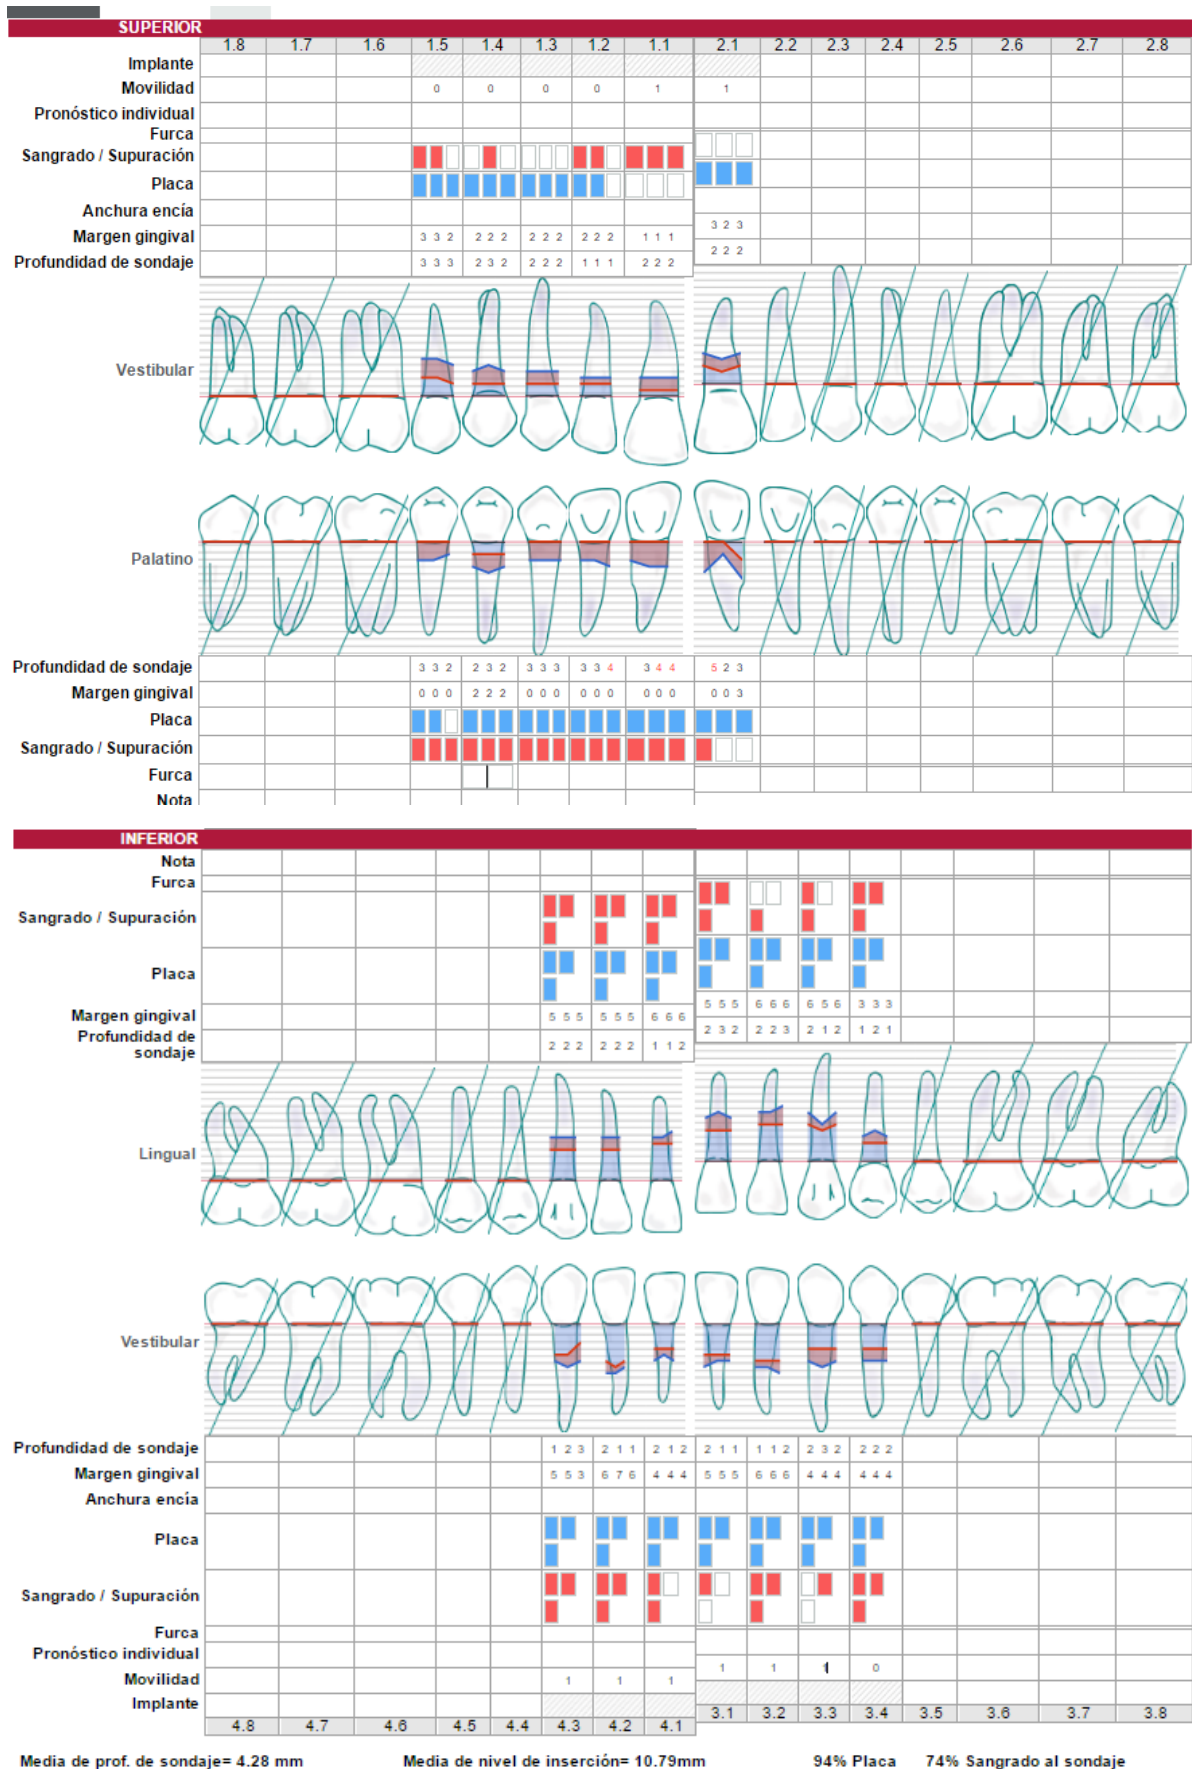 SUPERIOR
1.8 1.7 1.6 1.5 1.4 1.3 1.2 1.1 2.1 2.2 2.3 2.4 2.5 2.6 2.7 2.8
Implante
Movilidad 0 0 0 0 1 1
Pronóstico individual
Furca
Sangrado / Supuración
Placa
Anchura encía
Margen gingival 3 3 2 2 2 2 2 2 2 2 2 2 1 1 1 3 2 3
Profundidad de sondaje 3 3 3 2 3 2 2 2 2 1 1 1 2 2 2 2 2 2
Vestibular
Palatino
Profundidad de sondaje 3 3 2 2 3 2 3 3 3 3 3 4 3 4 4 5 2 3
Margen gingival 0 0 0 2 2 2 0 0 0 0 0 0 0 0 0 0 0 3
Placa
Sangrado / Supuración
Furca
Nota
INFERIOR
Nota
Furca
Sangrado / Supuración
Placa
Margen gingival 5 5 5 5 5 5 6 6 6 5 5 5 6 6 6 6 5 6 3 3 3
Profundidad de
sondaje 2 2 2 2 2 2 1 1 2 2 3 2 2 2 3 2 1 2 1 2 1
Lingual
Vestibular
Profundidad de sondaje 1 2 3 2 1 1 2 1 2 2 1 1 1 1 2 2 3 2 2 2 2
Margen gingival 5 5 3 6 7 6 4 4 4 5 5 5 6 6 6 4 4 4 4 4 4
Anchura encía
Placa
Sangrado / Supuración
Furca
Pronóstico individual
Movilidad 1 1 1 1 1 1 0
Implante
4.8 4.7 4.6 4.5 4.4 4.3 4.2 4.1 3.1 3.2 3.3 3.4 3.5 3.6 3.7 3.8
Media de prof. de sondaje= 4.28 mm Media de nivel de inserción= 10.79mm 94% Placa 74% Sangrado al sondaje